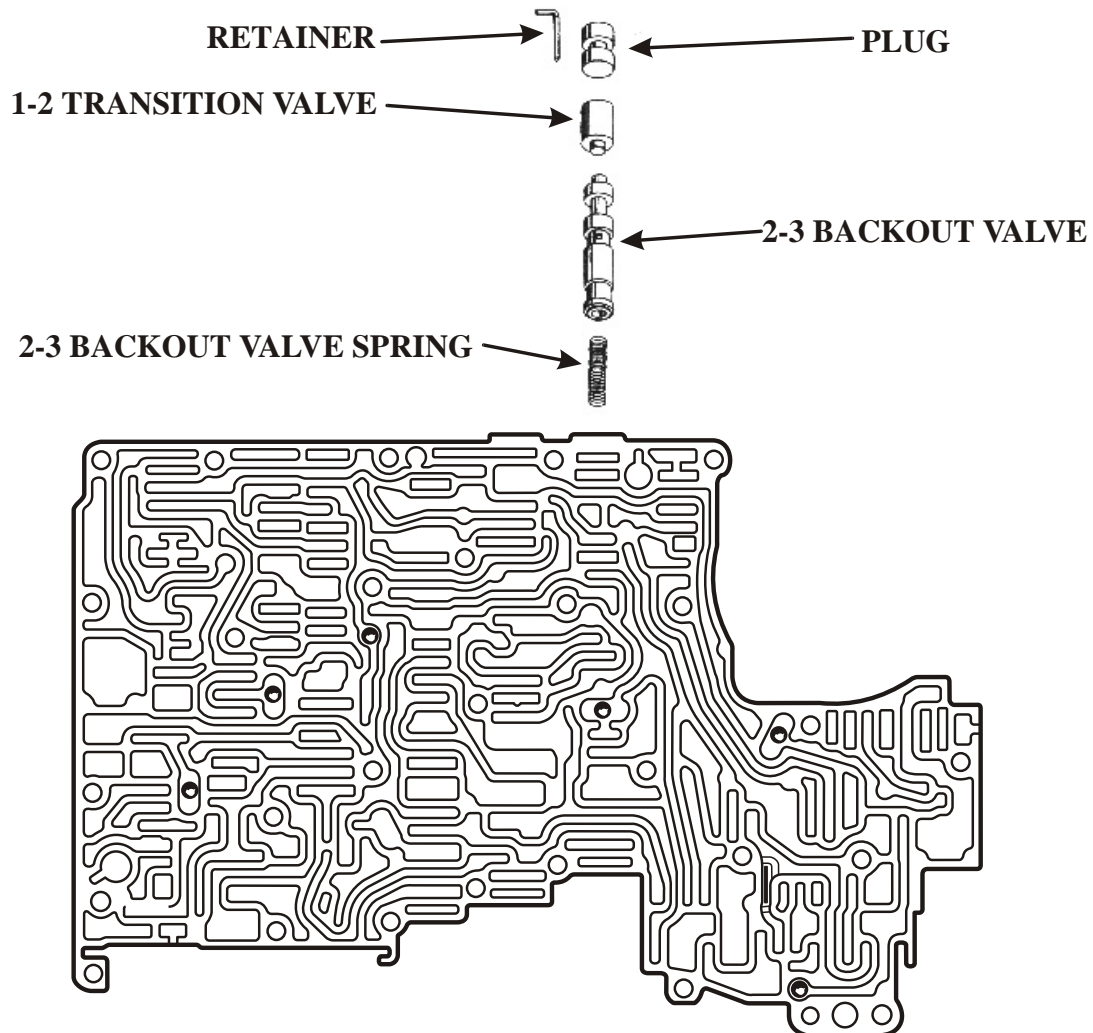 RETAINER
PLUG
1-2 TRANSITION VALVE
2-3 BACKOUT VALVE
2-3 BACKOUT VALVE SPRING